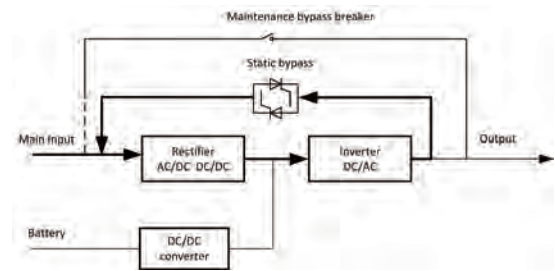 Maintenance bypass breaker
Static bypass
Main Input
Rectifier
AC/DC DC/DC
Inverter
DC/AC
Output
Battery
DC/DC
converter